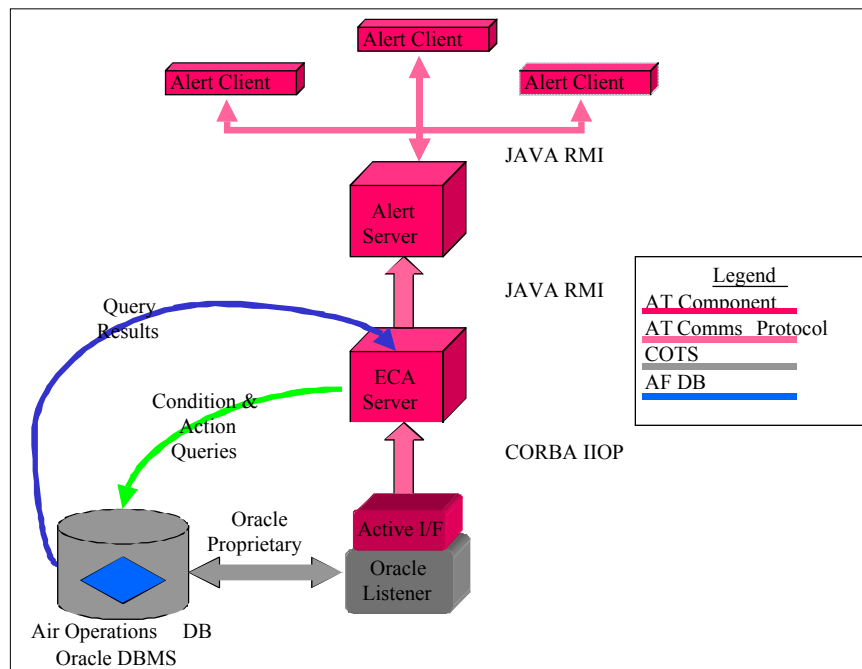 Alert Client
Alert Client
Alert Client
JAVA RMI
Alert
Server
JAVA RMI
Query
Results
ECA
Server
Condition &
Action
Queries
CORBA IIOP
Active I/F
Oracle
Proprietary
Oracle
Listener
Air Operations DB
Oracle DBMS
Legend
AT Component
AT Comms Protocol
COTS
AF DB